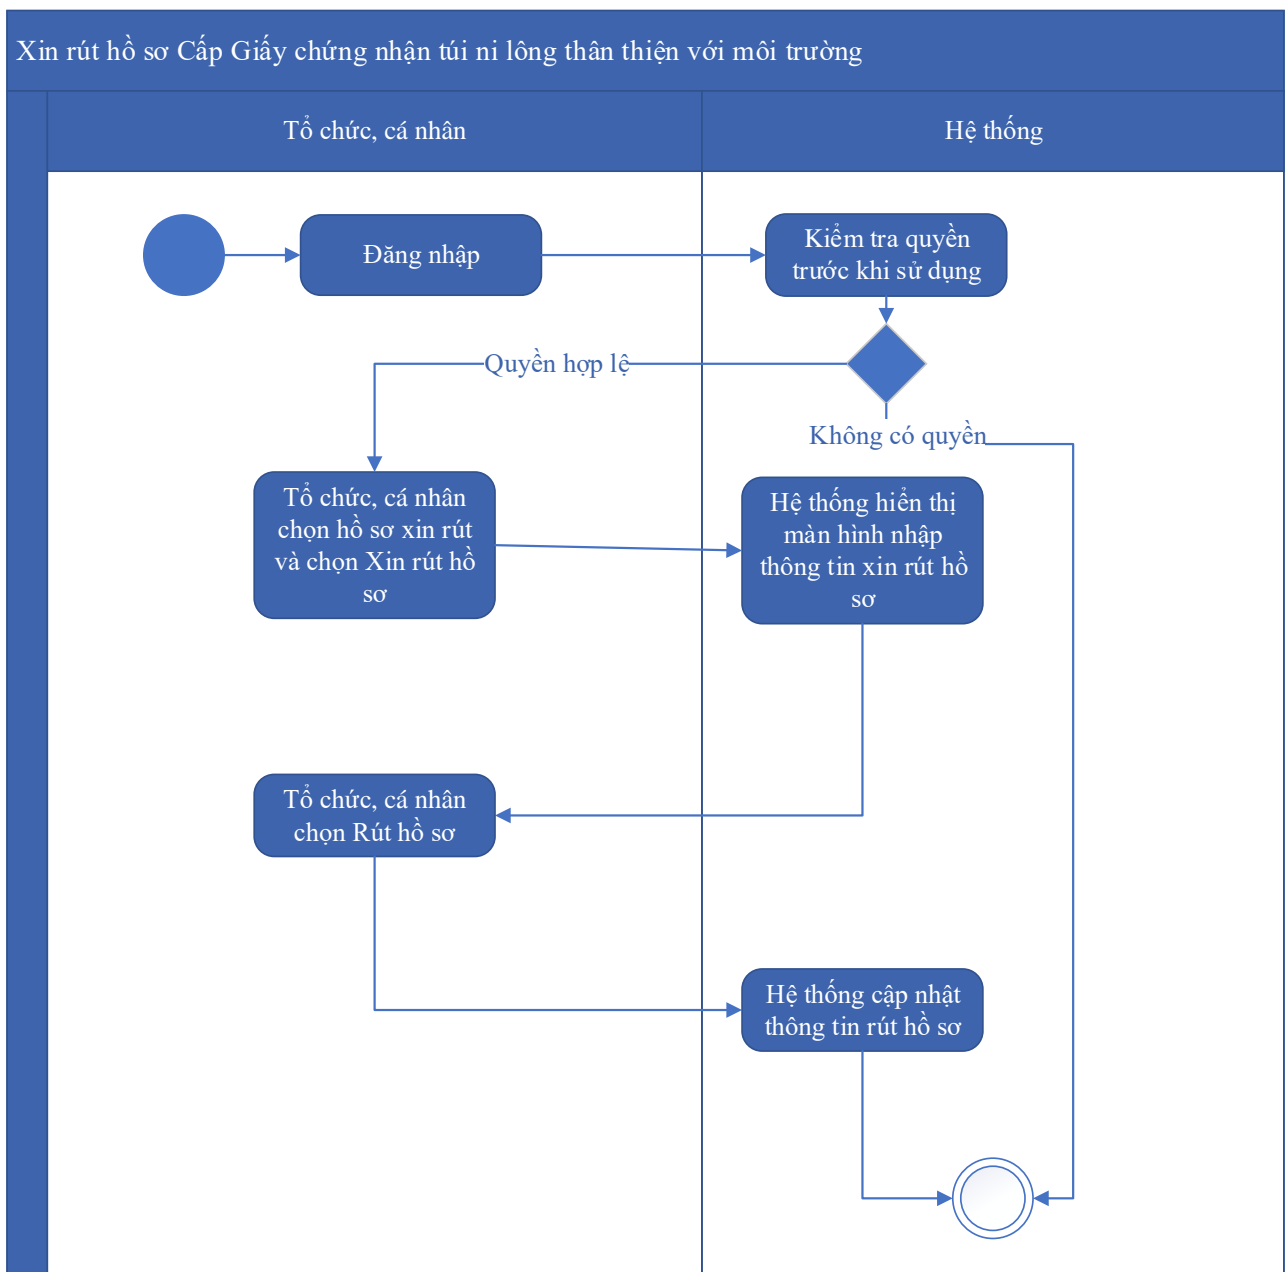 Xin rút hồ sơ Cấp Giấy chứng nhận túi ni lông thân thiện với môi trường
Tổ chức, cá nhân
Hệ thống
Đăng nhập
Kiểm tra quyền
trước khi sử dụng
Quyền hợp lệ
Không có quyền
Tổ chức, cá nhân
chọn hồ sơ xin rút
và chọn Xin rút hồ
sơ
Hệ thống hiển thị
màn hình nhập
thông tin xin rút hồ
sơ
Tổ chức, cá nhân
chọn Rút hồ sơ
Hệ thống cập nhật
thông tin rút hồ sơ